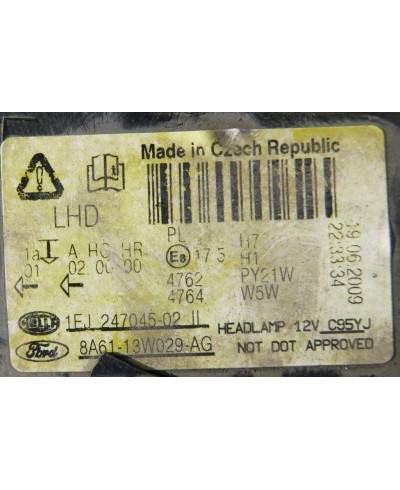 Made in Czech Republic
LHD
1a A HC HR PL
01 02 00 00 E8 17.5
H7
H1
4762 PY21W
4764 W5W
19.06.2009
22:33:34
HELLA 1EJ 247045-02 II HEADLAMP 12V C95YJ
Ford 8A61-13W029-AG NOT DOT APPROVED